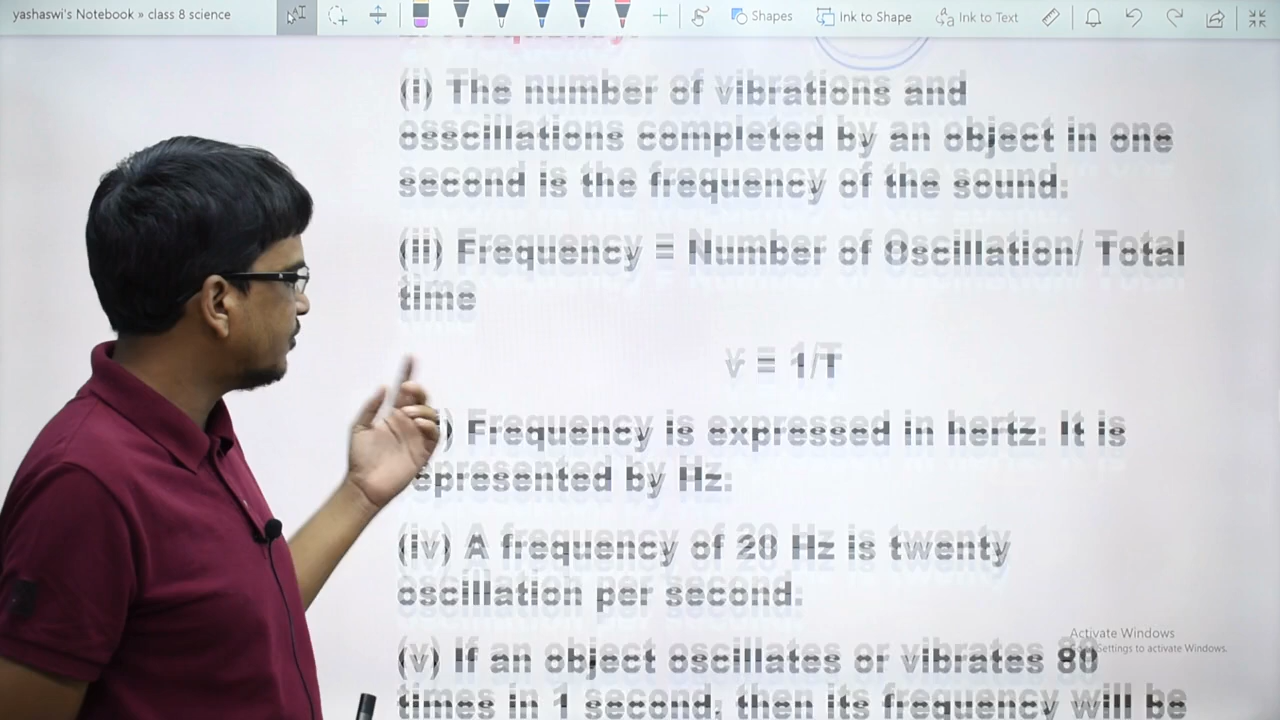 yashaswi's Notebook » class 8 science
Shapes
Ink to Shape
Ink to Text
2. Frequency:
(i) The number of vibrations and
osscillations completed by an object in one
second is the frequency of the sound.
(ii) Frequency = Number of Oscillation/ Total
time
v = 1/T
) Frequency is expressed in hertz. It is
epresented by Hz.
(iv) A frequency of 20 Hz is twenty
oscillation per second.
(v) If an object oscillates or vibrates 80
times in 1 second, then its frequency will be
Activate Windows
Settings to activate Windows.